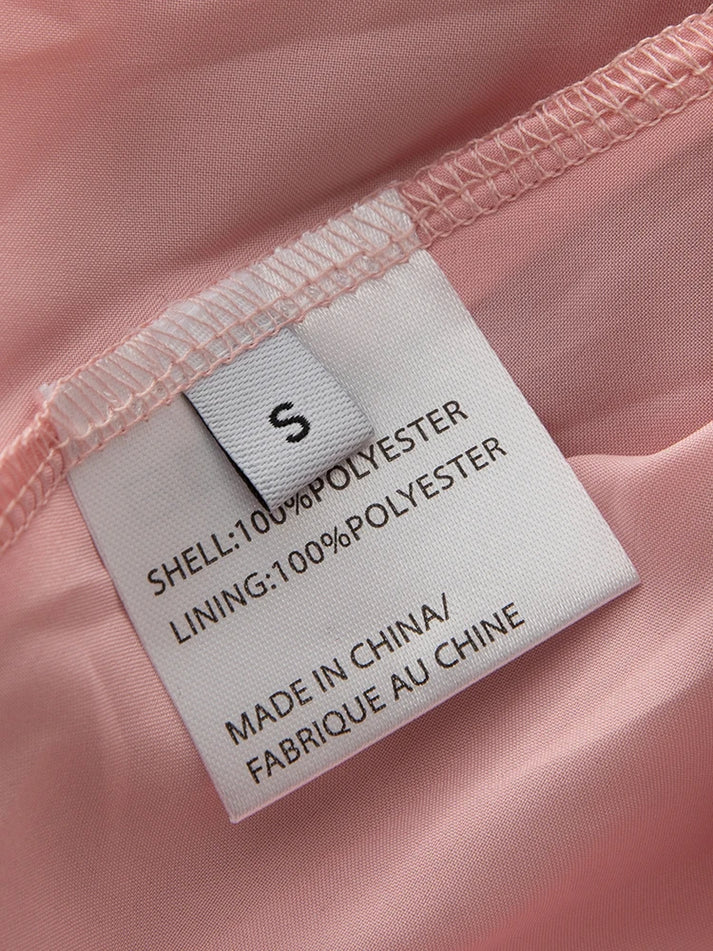 S
SHELL:100%POLYESTER
LINING:100%POLYESTER
MADE IN CHINA/
FABRIQUE AU CHINE